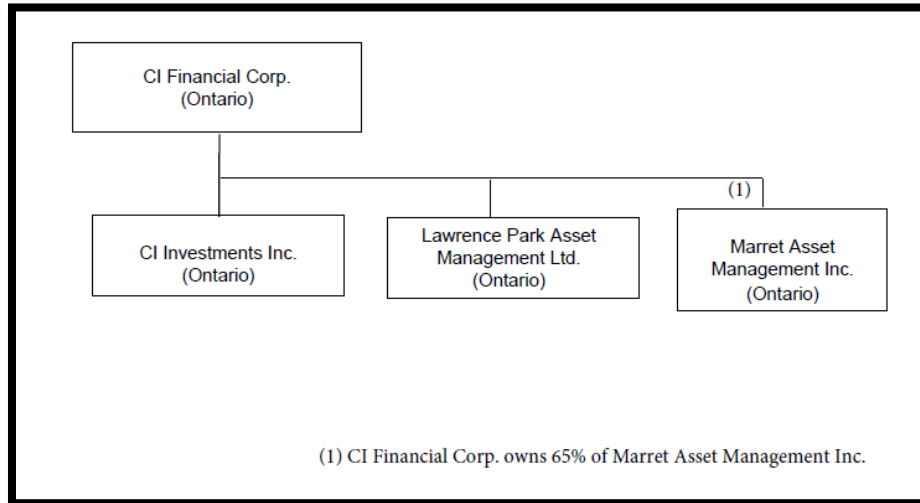 CI Financial Corp.
(Ontario)
(1)
CI Investments Inc.
(Ontario)
Lawrence Park Asset
Management Ltd.
(Ontario)
Marret Asset
Management Inc.
(Ontario)
(1) CI Financial Corp. owns 65% of Marret Asset Management Inc.